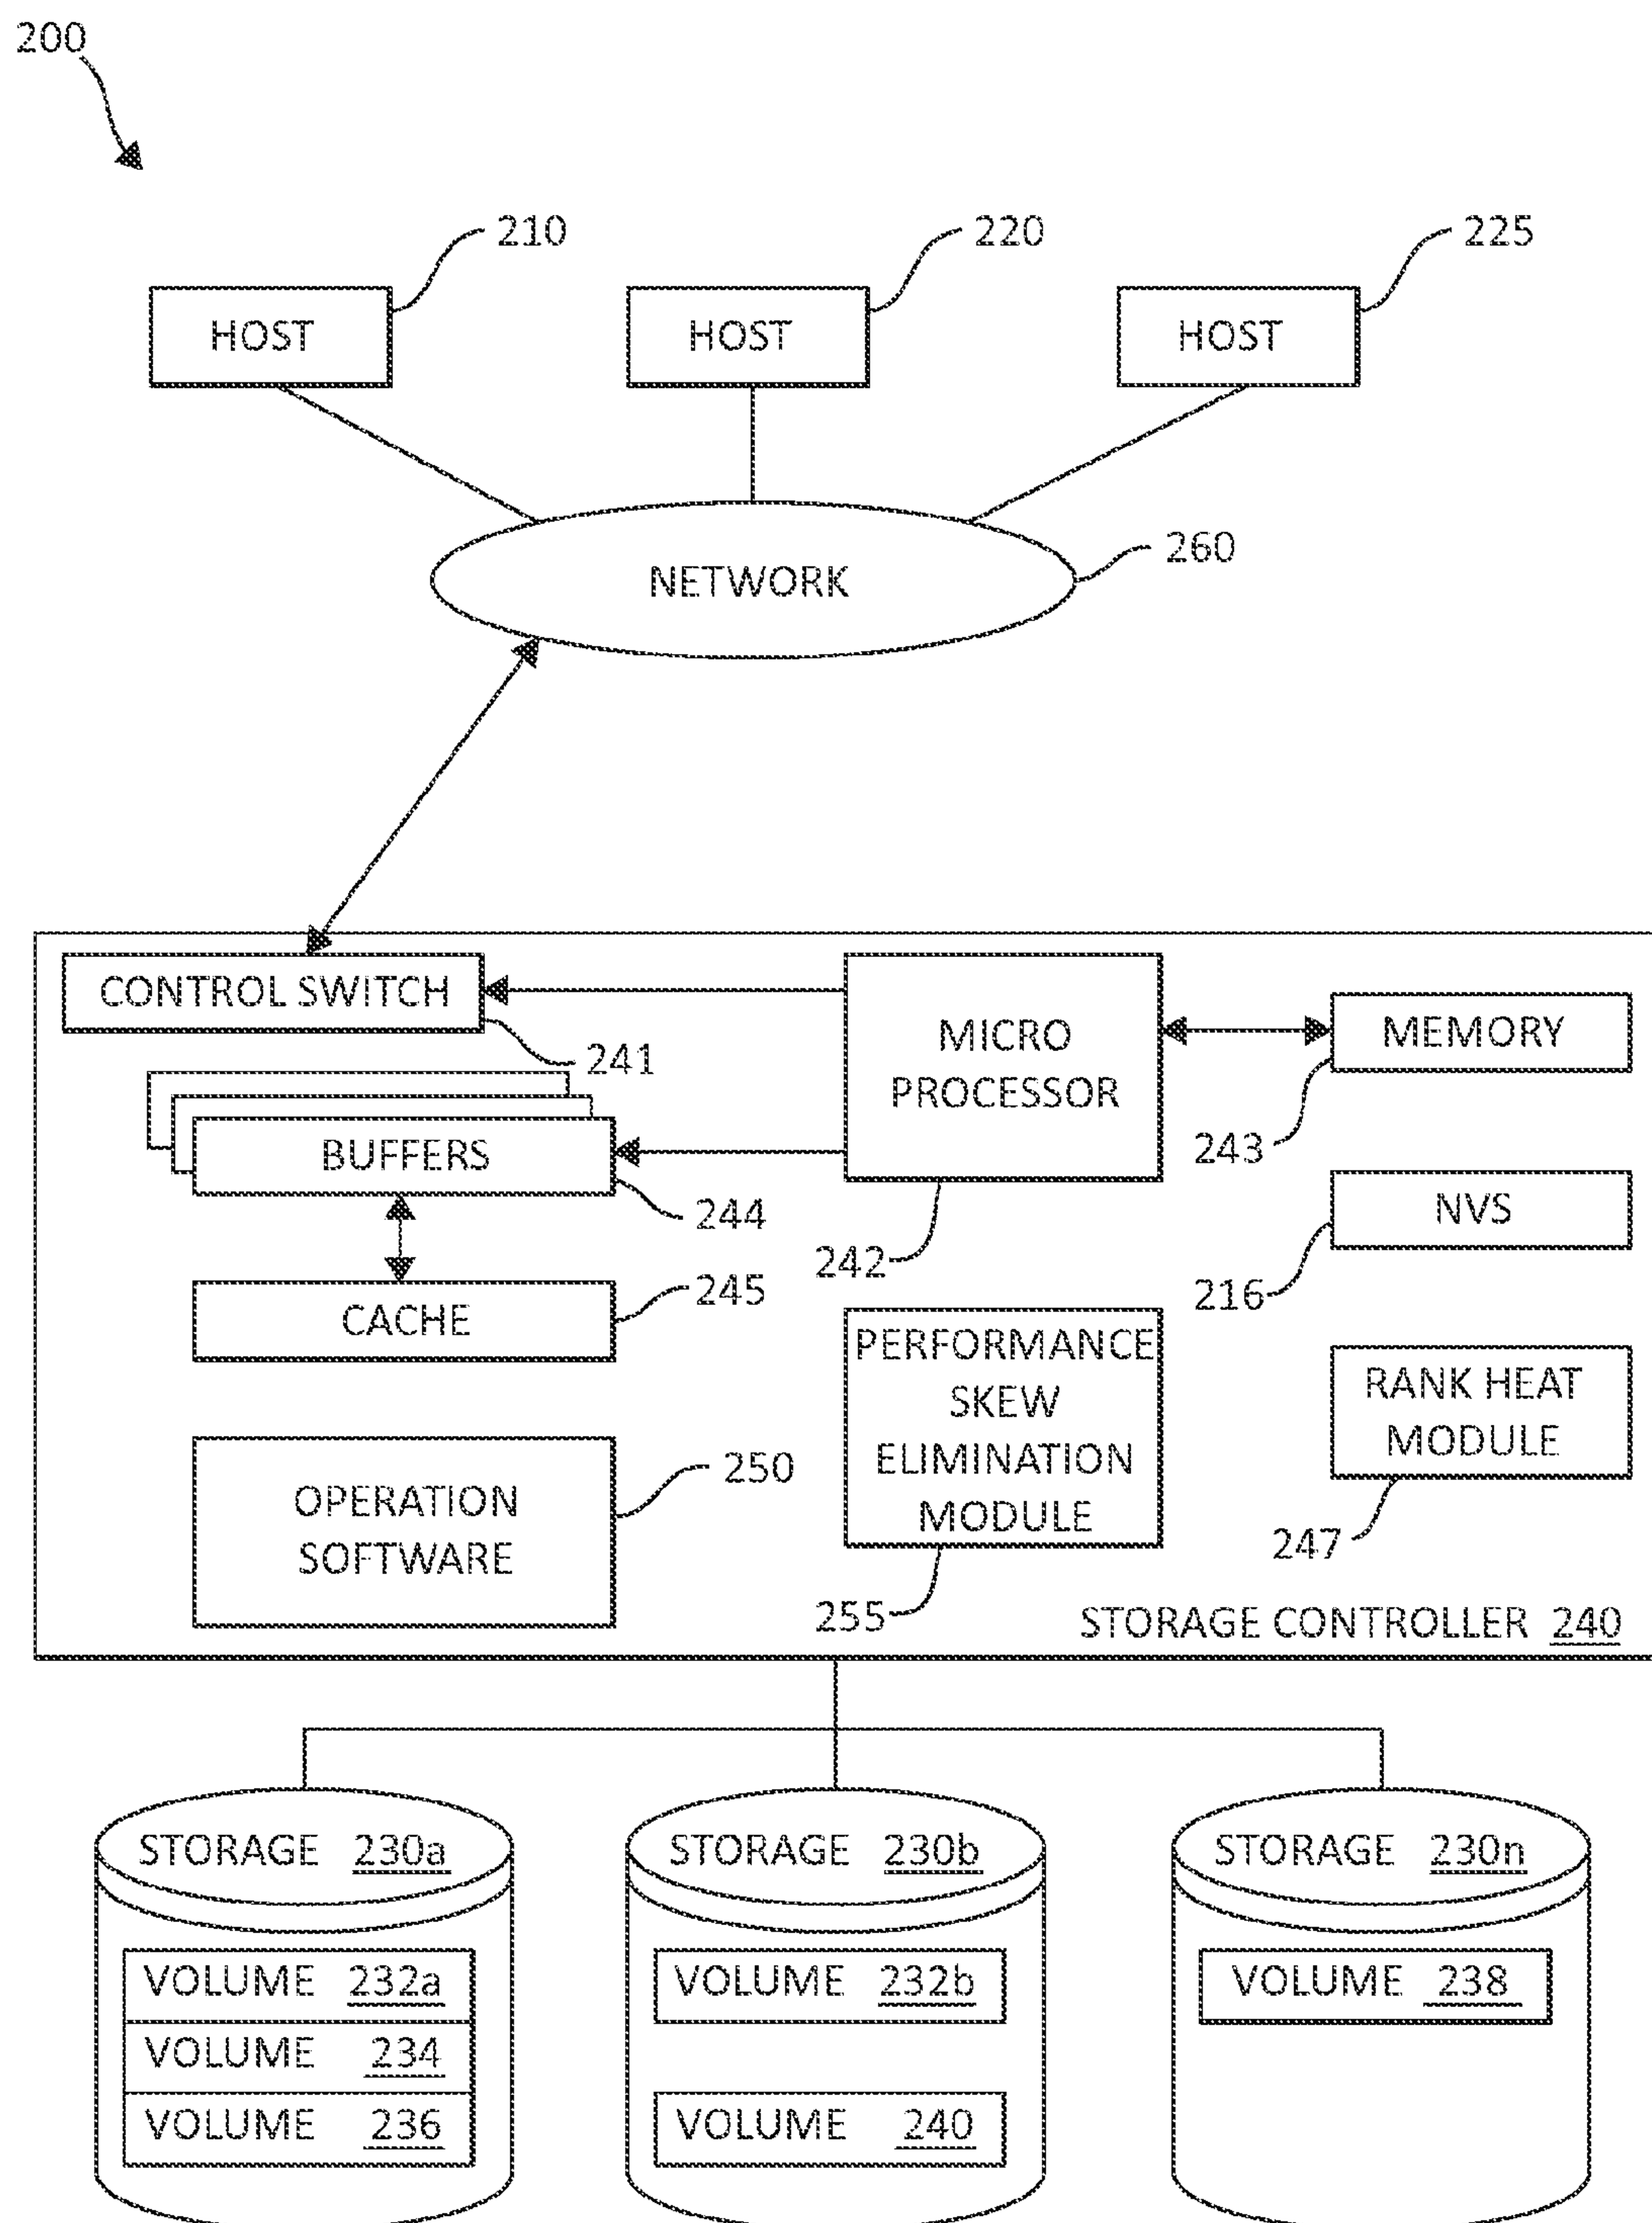 200
210
220
225
HOST
HOST
HOST
260
NETWORK
CONTROL SWITCH
241
MICRO
PROCESSOR
242
MEMORY
243
BUFFERS
244
NVS
216
CACHE
245
PERFORMANCE
SKEW
ELIMINATION
MODULE
255
RANK HEAT
MODULE
247
OPERATION
SOFTWARE
250
STORAGE CONTROLLER 240
STORAGE 230a
VOLUME 232a
VOLUME 234
VOLUME 236
STORAGE 230b
VOLUME 232b
VOLUME 240
STORAGE 230n
VOLUME 238